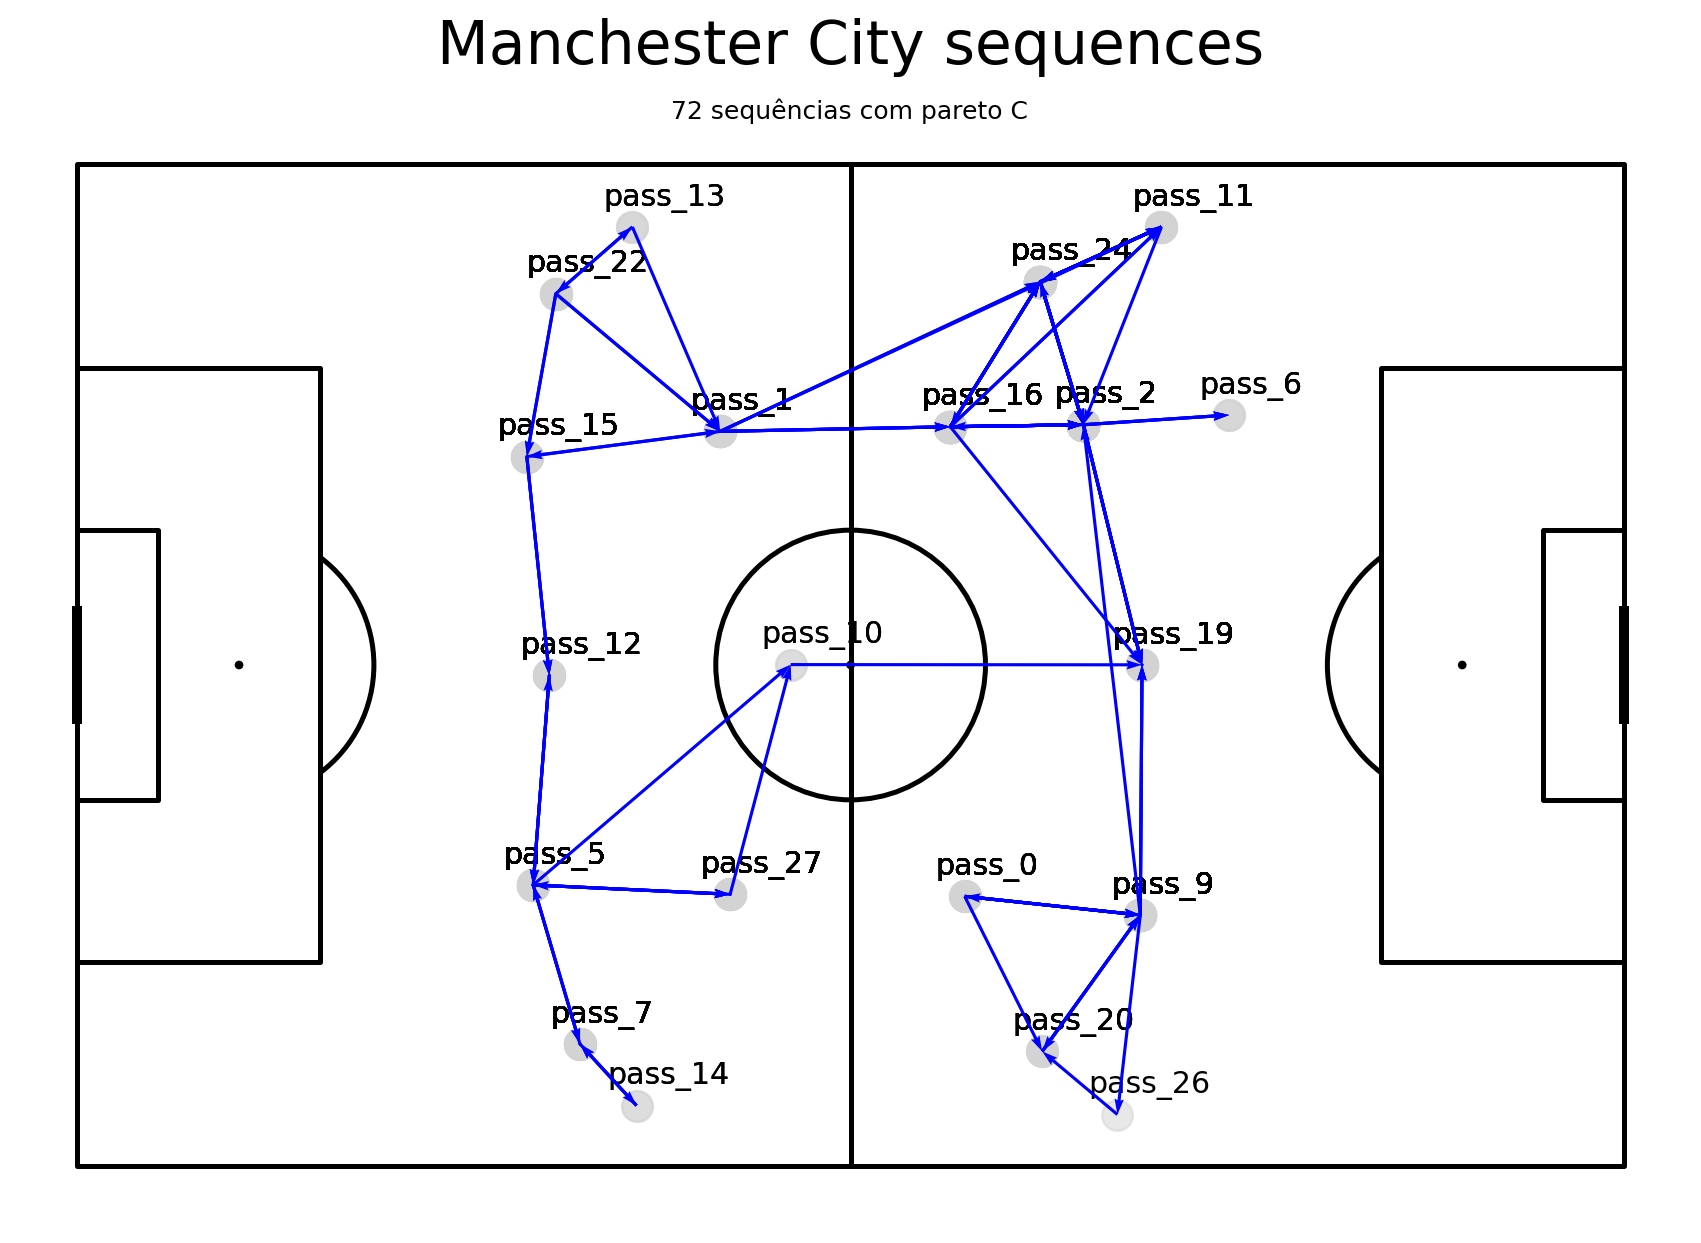 Manchester City sequences
72 sequências com pareto C
pass_13
pass_11
pass_24
pass_22
pass_6
pass_2
pass_16
pass_1
pass_15
pass_10
pass_19
pass_12
pass_5
pass_27
pass_0
pass_9
pass_7
pass_20
pass_14
pass_26